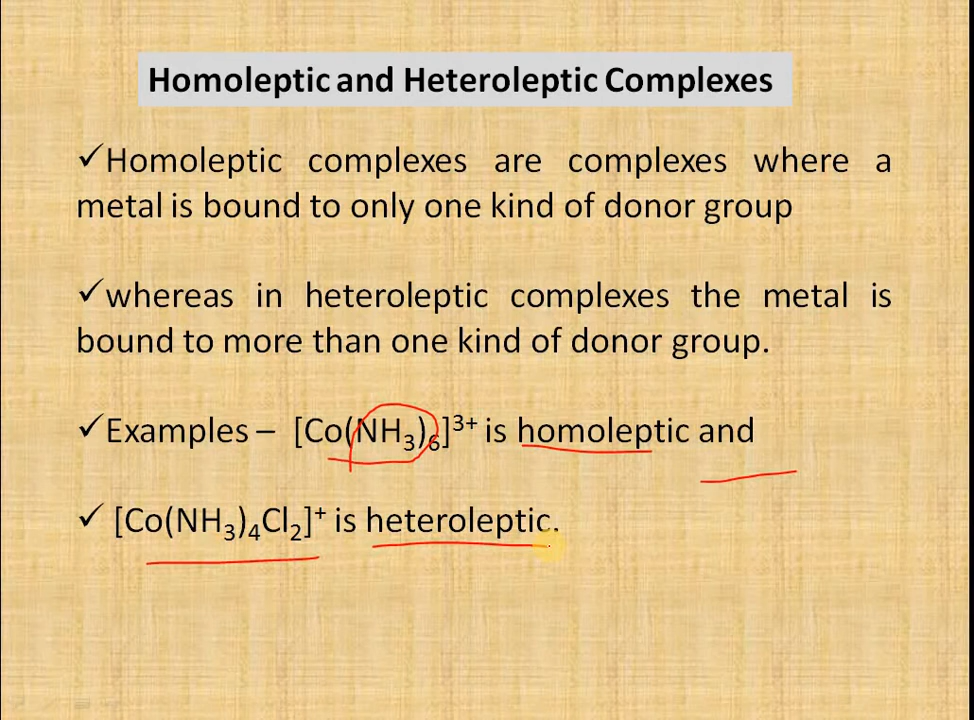 Homoleptic and Heteroleptic Complexes
✓Homoleptic complexes are complexes where a
metal is bound to only one kind of donor group
✓whereas in heteroleptic complexes the metal is
bound to more than one kind of donor group.
✓Examples – [Co(NH₃)₆]³⁺ is homoleptic and
✓ [Co(NH₃)₄Cl₂]⁺ is heteroleptic.